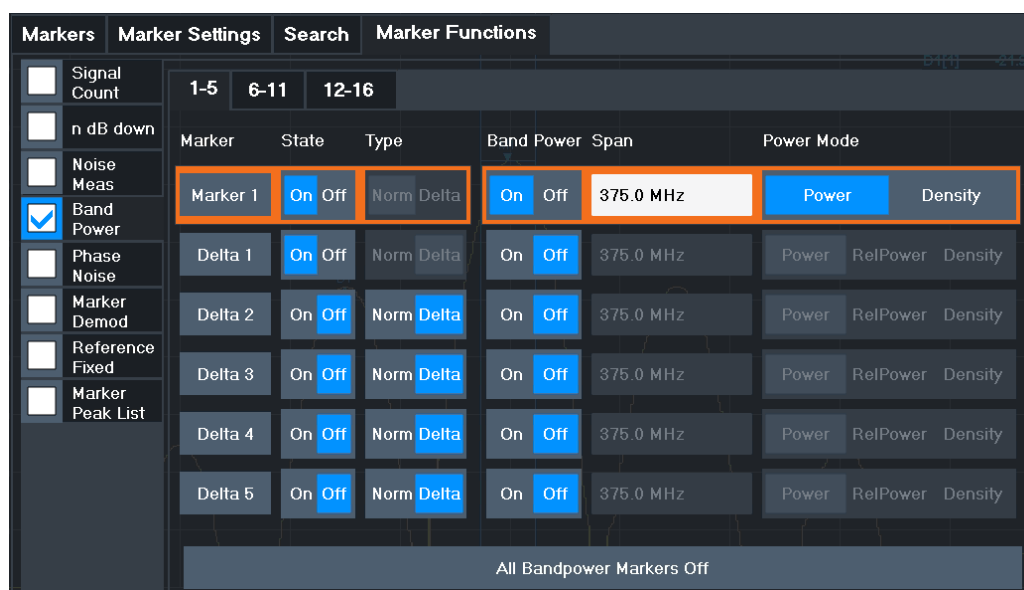 Markers Marker Settings Search Marker Functions
D1[1]
Signal
Count
n dB down
Noise
Meas
Band
Power
Phase
Noise
Marker
Demod
Reference
Fixed
Marker
Peak List
1-5 6-11 12-16
Marker State Type Band Power Span Power Mode
Marker 1 On Off Norm Delta On Off 375.0 MHz Power Density
Delta 1 On Off Norm Delta On Off 375.0 MHz Power RelPower Density
Delta 2 On Off Norm Delta On Off 375.0 MHz Power RelPower Density
Delta 3 On Off Norm Delta On Off 375.0 MHz Power RelPower Density
Delta 4 On Off Norm Delta On Off 375.0 MHz Power RelPower Density
Delta 5 On Off Norm Delta On Off 375.0 MHz Power RelPower Density
All Bandpower Markers Off